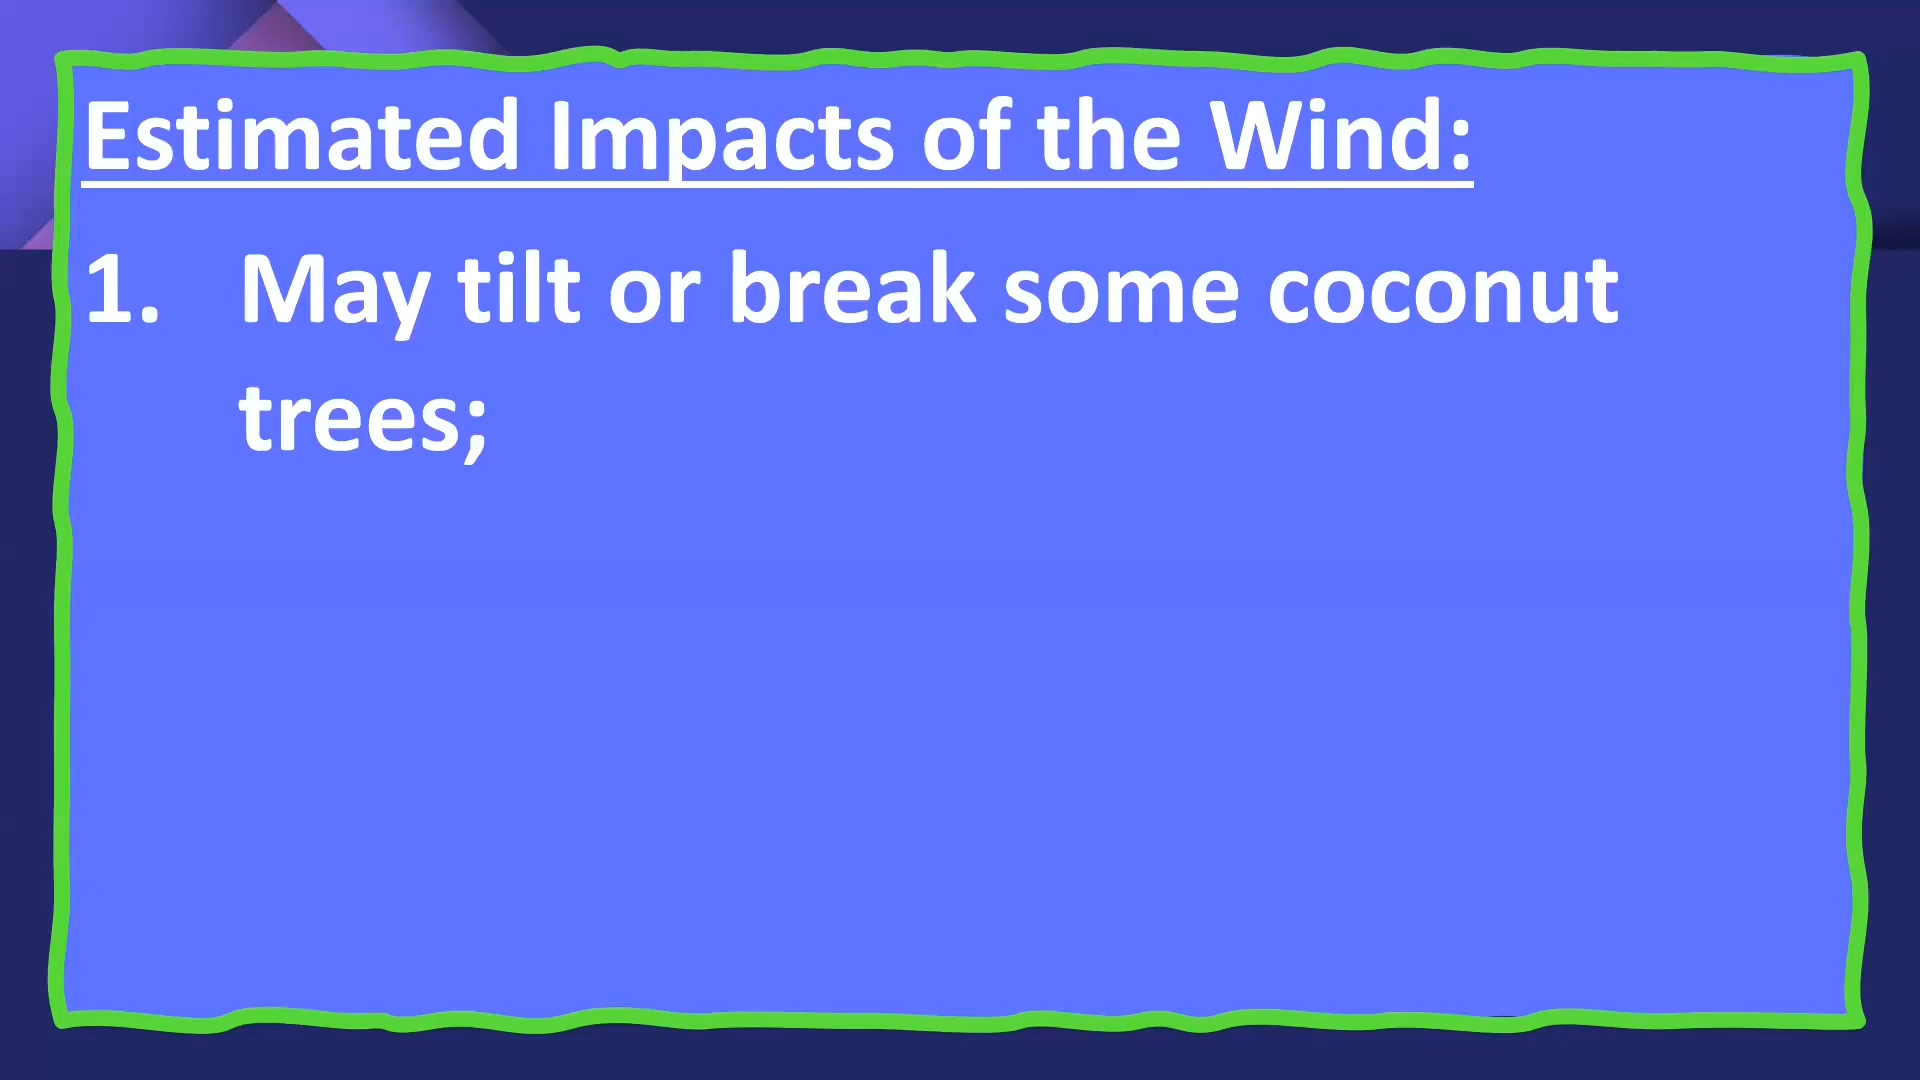 Estimated Impacts of the Wind:
1. May tilt or break some coconut
trees;